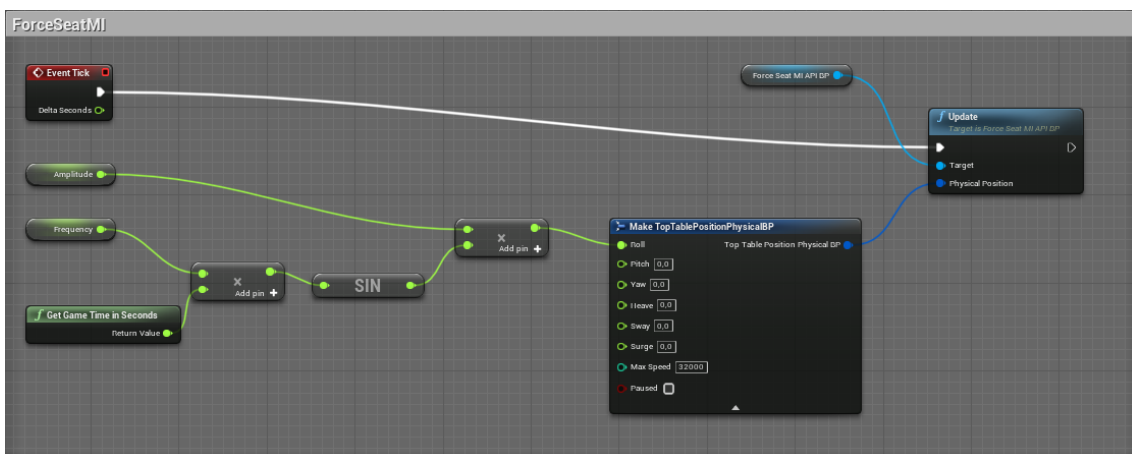 ForceSeatMI
Event Tick
Delta Seconds
Force Seat MI API BP
Update
Target is Force Seat MI API BP
Target
Physical Position
Amplitude
Frequency
×
Add pin +
SIN
×
Add pin +
Get Game Time in Seconds
Return Value
Make TopTablePositionPhysicalBP
Roll
Top Table Position Physical BP
Pitch 0,0
Yaw 0,0
Heave 0,0
Sway 0,0
Surge 0,0
Max Speed 32000
Paused